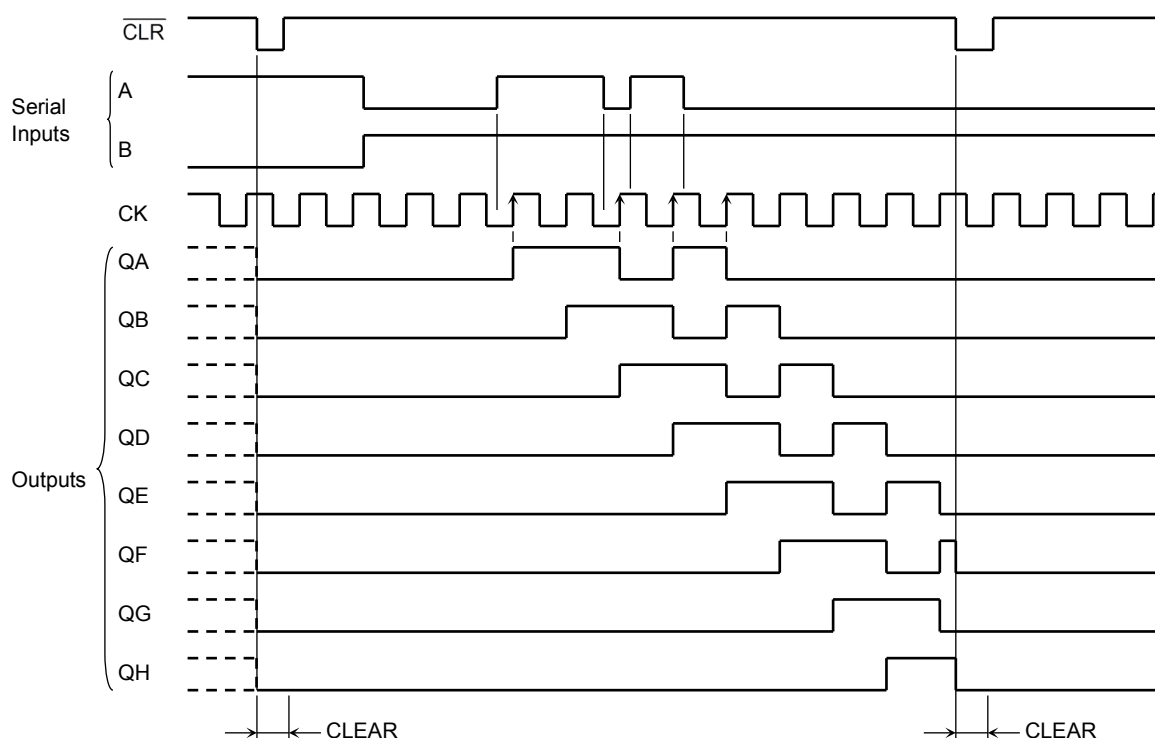 CLR
A
Serial
Inputs
B
CK
QA
QB
QC
QD
Outputs
QE
QF
QG
QH
CLEAR
CLEAR